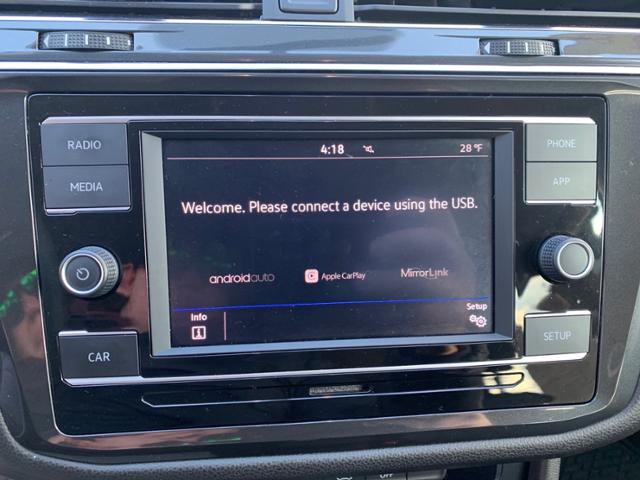 4:18 28 °F
RADIO
PHONE
MEDIA
APP
Welcome. Please connect a device using the USB.
androidauto Apple CarPlay MirrorLink
Info
Setup
CAR
SETUP
OFF